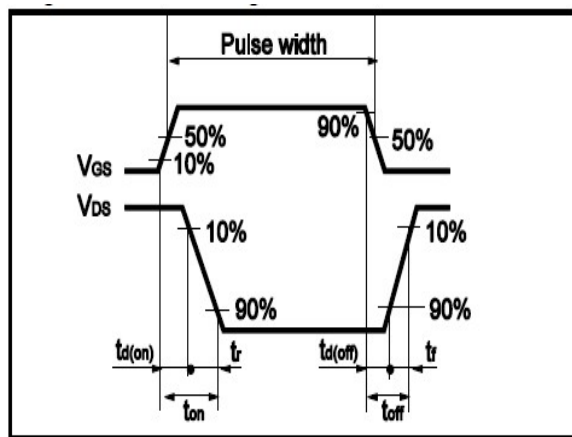 Pulse width
90%
50%
50%
10%
VGS
VDS
10%
10%
90%
90%
td(on)
tr
td(off)
tf
ton
toff